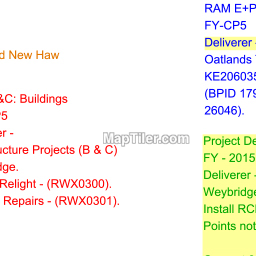 RAM E+P
FY-CP5
Deliverer -
Oatlands
KE206035
(BPID 179
26046).
d New Haw
&C: Buildings
5
er -
ucture Projects (B & C)
dge.
Relight - (RWX0300).
Repairs - (RWX0301).
MapTiler.com
Project De
FY - 2015
Deliverer -
Weybridge
Install RC
Points not